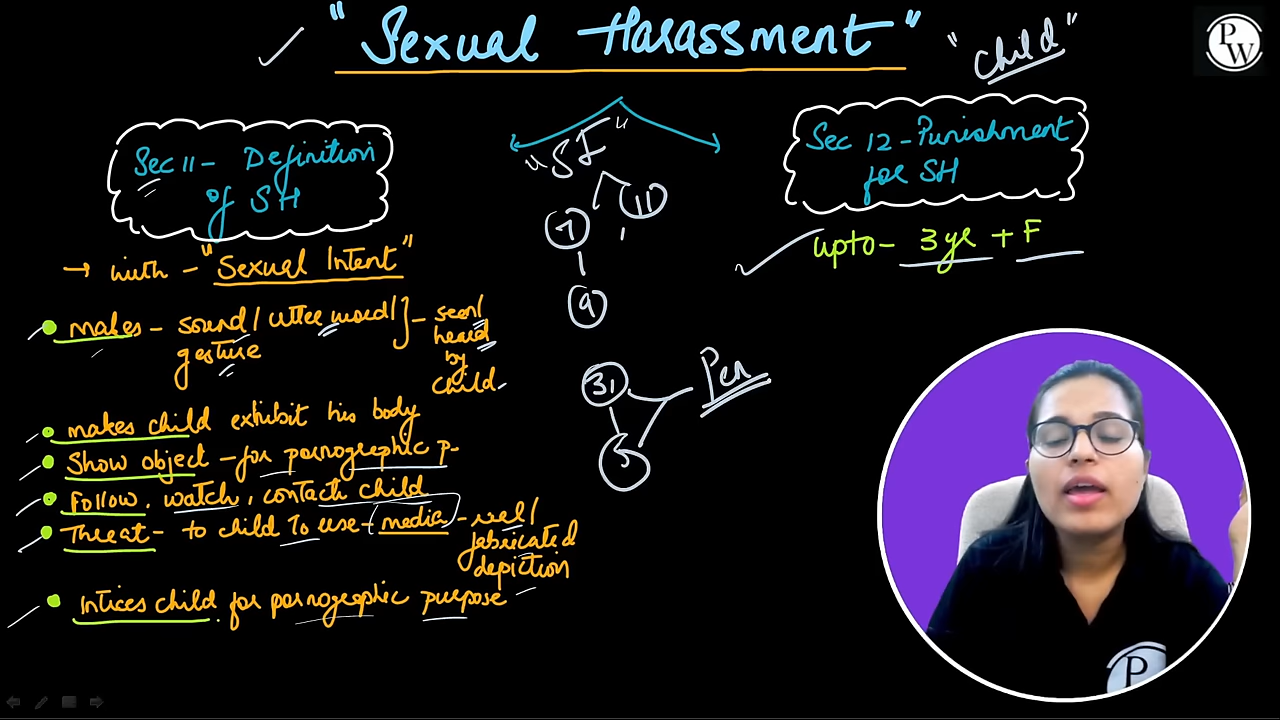 "Sexual Harassment"
"Child"
PW
Sec 11 - Definition
of SH
"SI"
7
11
9
Sec 12 - Punishment
for SH
upto - 3 yr + F
→ with - "Sexual Intent"
makes - sound / utter word /
gesture
seen/
heard
by
child
makes child exhibit his body
Show object - for pornographic p-
Follow, watch, contact child
Threat - to child to use - media - real/
fabricated
depiction
Intices child for pornographic purpose
31
Pen
5
P